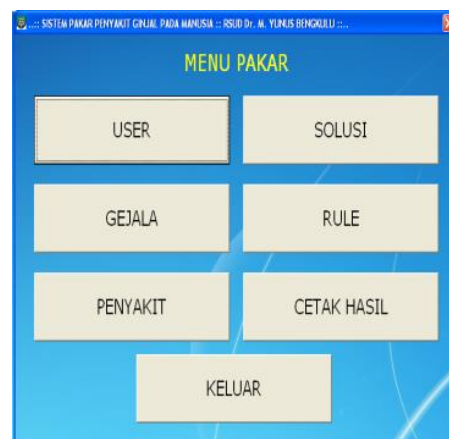 ..:: SISTEM PAKAR PENYAKIT GINJAL PADA MANUSIA :: RSUD Dr. M. YUNUS BENGKULU ::..
MENU PAKAR
USER
SOLUSI
GEJALA
RULE
PENYAKIT
CETAK HASIL
KELUAR